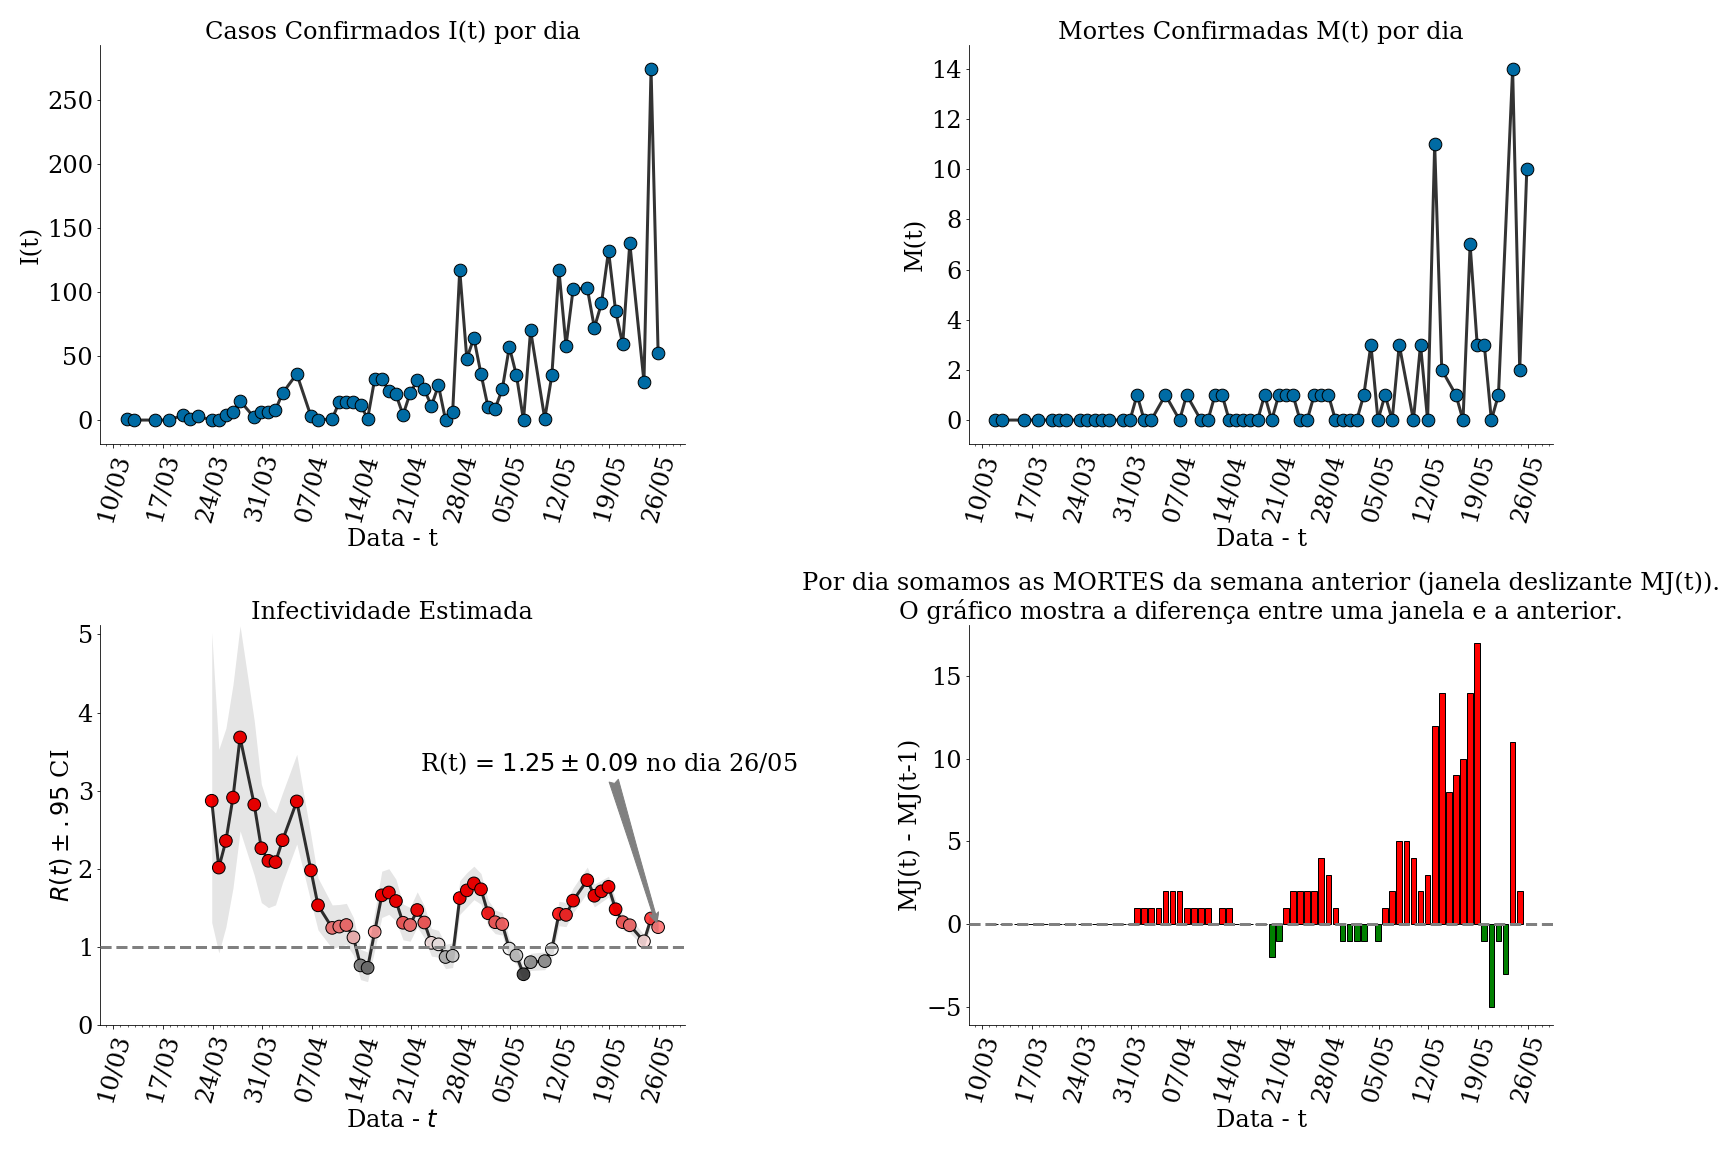 Casos Confirmados I(t) por dia
250
200
150
100
50
0
I(t)
10/03 17/03 24/03 31/03 07/04 14/04 21/04 28/04 05/05 12/05 19/05 26/05
Data - t
Mortes Confirmadas M(t) por dia
14
12
10
8
6
4
2
0
M(t)
10/03 17/03 24/03 31/03 07/04 14/04 21/04 28/04 05/05 12/05 19/05 26/05
Data - t
Infectividade Estimada
5
4
3
2
1
0
R(t) ± .95 CI
R(t) = 1.25 ± 0.09 no dia 26/05
10/03 17/03 24/03 31/03 07/04 14/04 21/04 28/04 05/05 12/05 19/05 26/05
Data - t
Por dia somamos as MORTES da semana anterior (janela deslizante MJ(t)).
O gráfico mostra a diferença entre uma janela e a anterior.
15
10
5
0
−5
MJ(t) - MJ(t-1)
10/03 17/03 24/03 31/03 07/04 14/04 21/04 28/04 05/05 12/05 19/05 26/05
Data - t